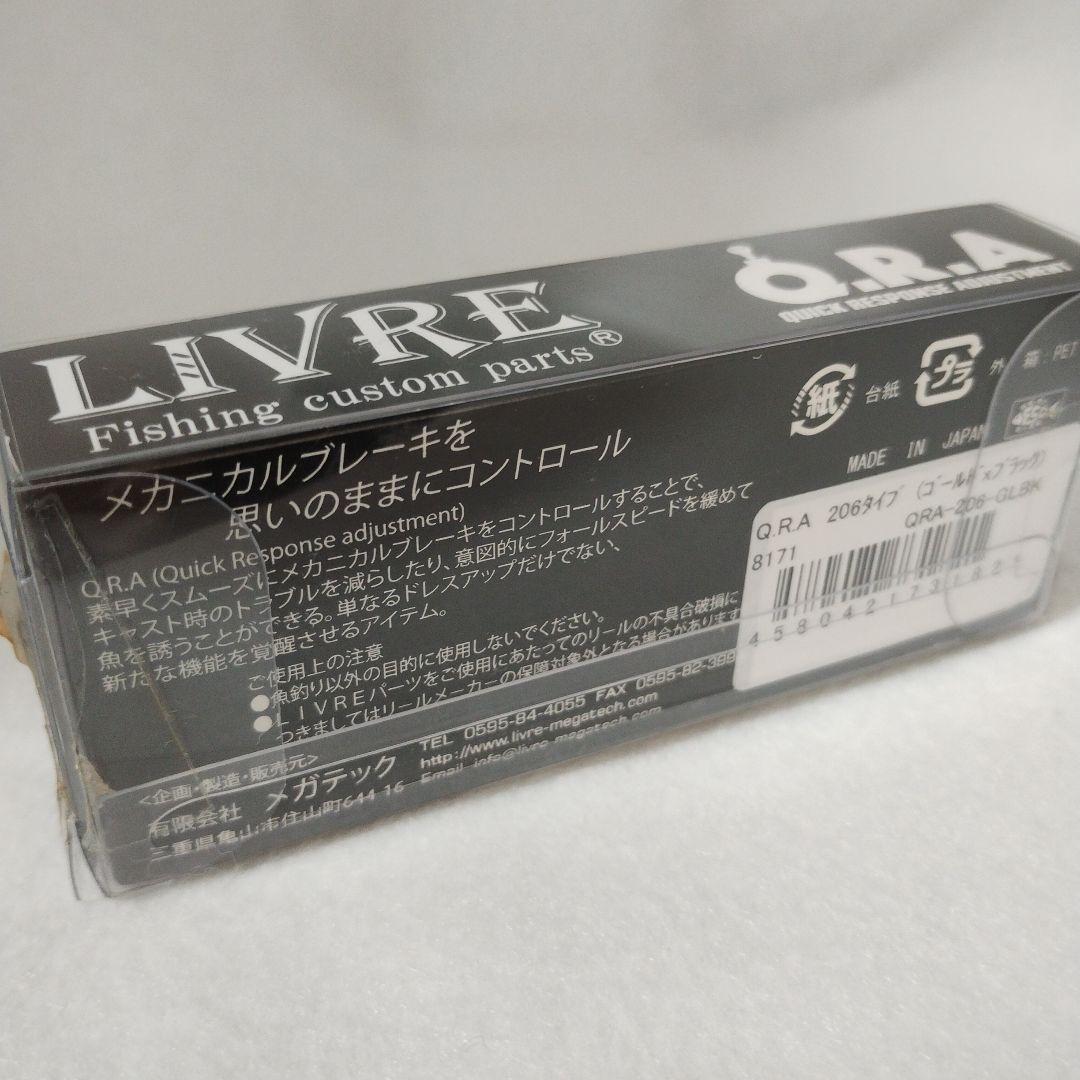 LIVRE
Fishing custom parts®
Q.R.A
QUICK RESPONSE ADJUSTMENT
メカニカルブレーキを
思いのままにコントロール
Q.R.A (Quick Response adjustment)
素早くスムーズにメカニカルブレーキをコントロールすることで、
キャスト時のトラブルを減らしたり、意図的にフォールスピードを緩めて
魚を誘うことができる。単なるドレスアップだけでない、
新たな機能を覚醒させるアイテム。
ご使用上の注意
●魚釣り以外の目的に使用しないでください。
●LIVREパーツをご使用にあたってのリールの不具合破損に
つきましてはリールメーカーの保障対象外となる場合があります
<企画・製造・販売元>
有限会社 メガテック
三重県亀山市住山町644-16
TEL 0595-84-4055 FAX 0595-82-399
http://www.livre-megatech.com
Email info@livre-megatech.com
紙 台紙 プラ 外 箱:PET
MADE IN JAPAN
Q.R.A 206タイプ (ゴールド×ブラック)
QRA-206-GLBK
8171